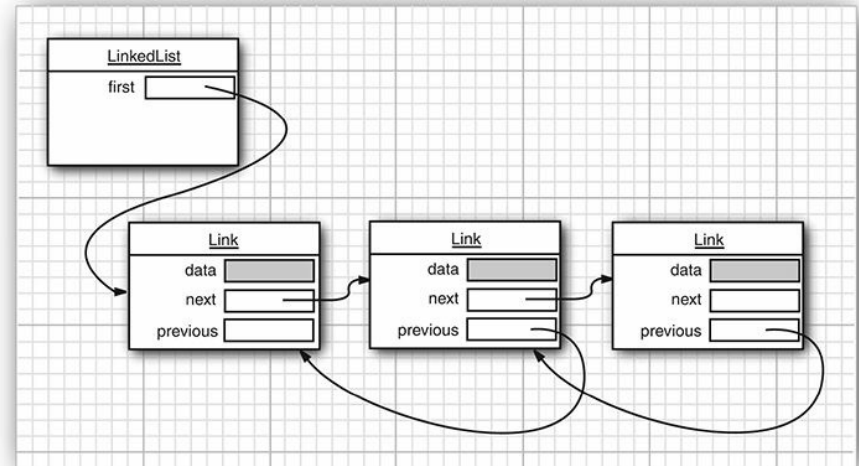 LinkedList
first
Link
data
next
previous
Link
data
next
previous
Link
data
next
previous